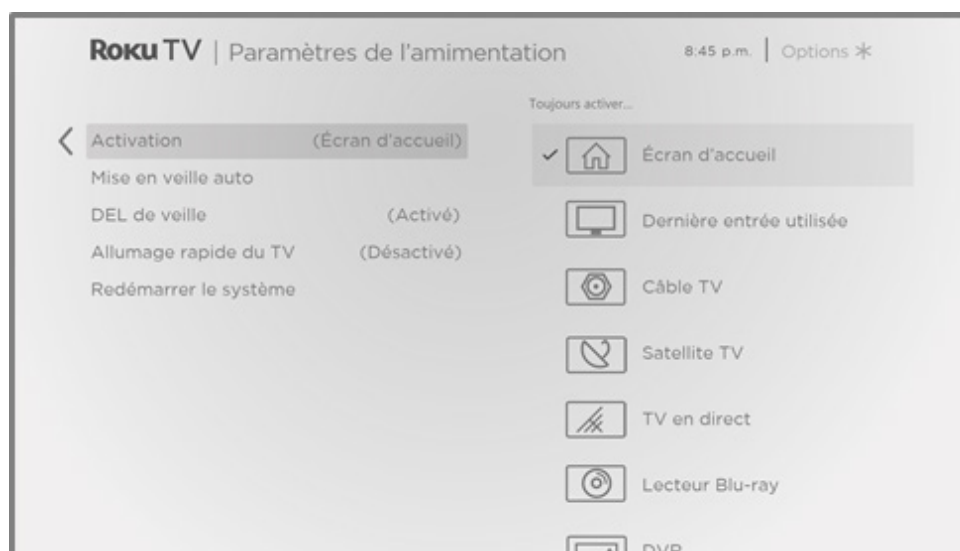 Roku TV | Paramètres de l'amimentation
8:45 p.m. | Options
Toujours activer...
Activation (Écran d'accueil)
Mise en veille auto
DEL de veille (Activé)
Allumage rapide du TV (Désactivé)
Redémarrer le système
Écran d'accueil
Dernière entrée utilisée
Câble TV
Satellite TV
TV en direct
Lecteur Blu-ray
DVR